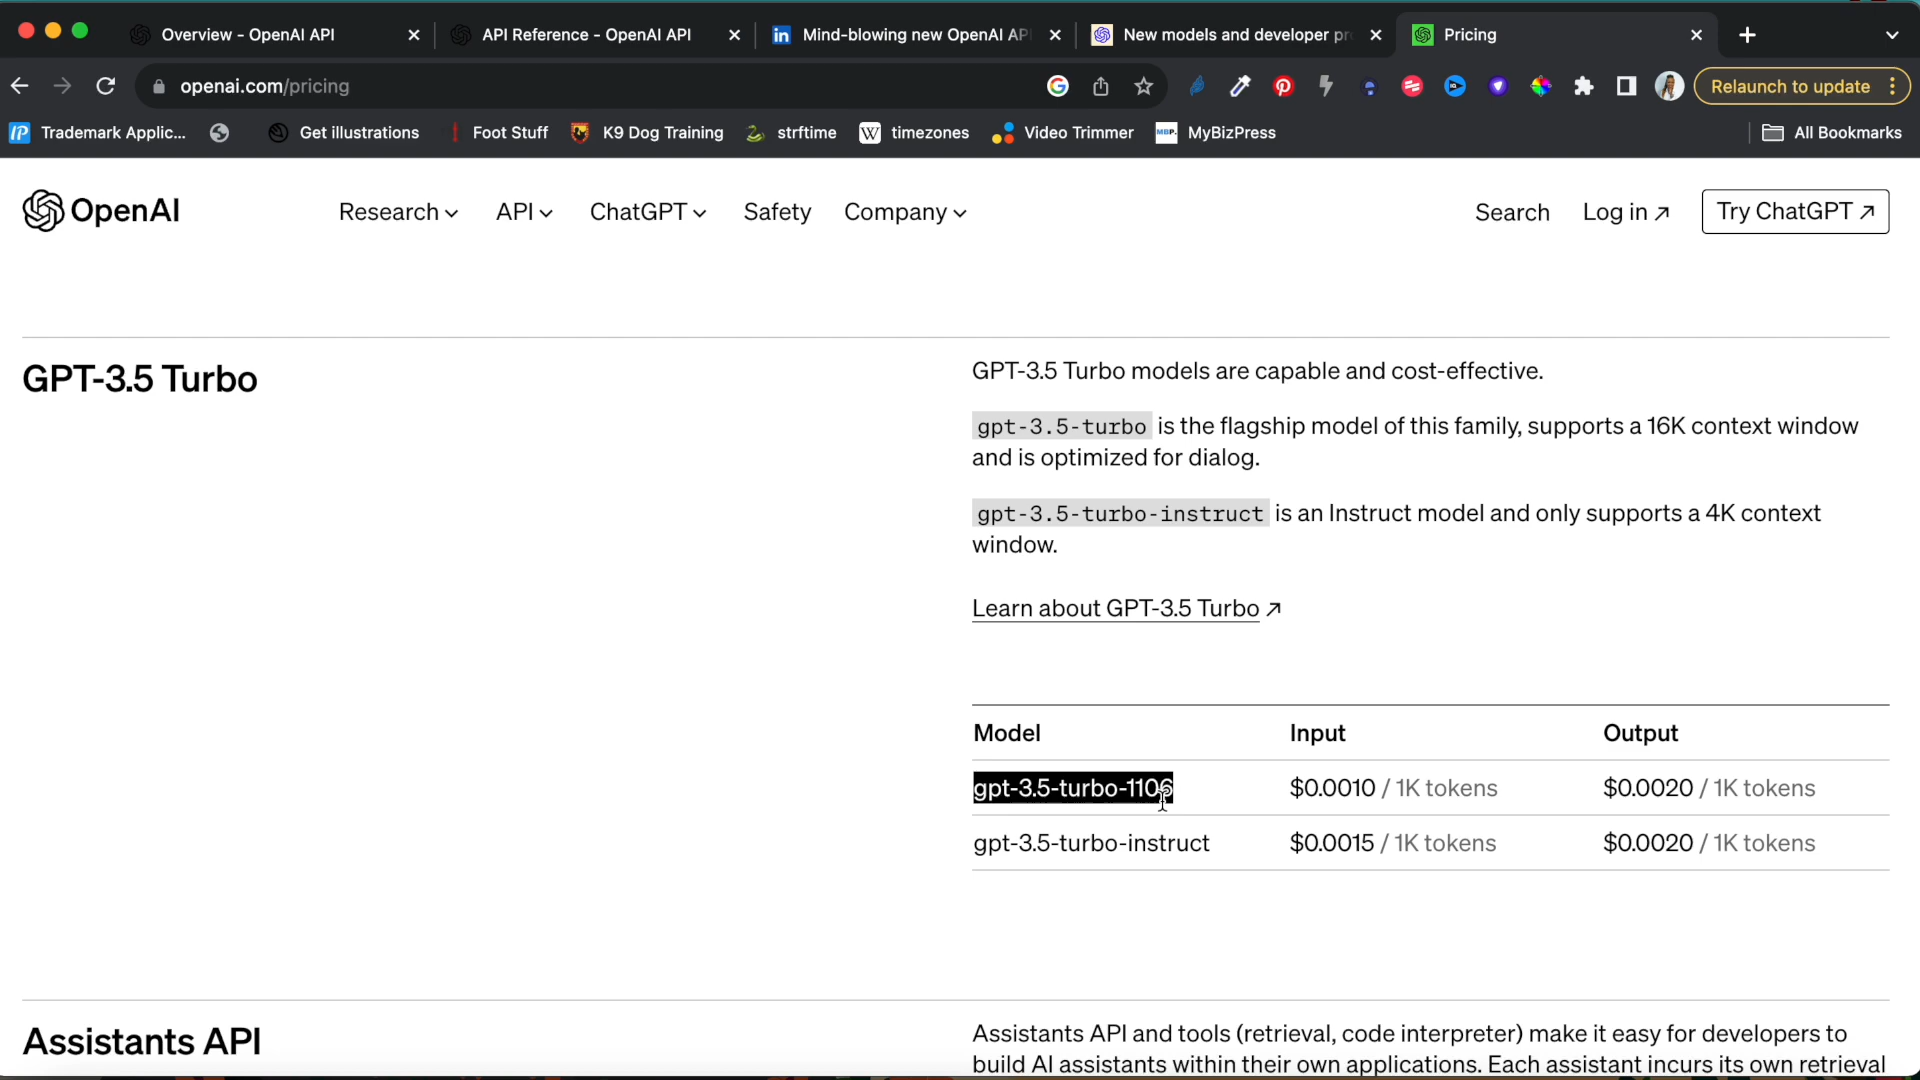 Overview - OpenAI API
API Reference - OpenAI API
in Mind-blowing new OpenAI AP
New models and developer pr
Pricing
openai.com/pricing
Relaunch to update
IP Trademark Applic...
Get illustrations
Foot Stuff
K9 Dog Training
strftime
W timezones
Video Trimmer
MBP. MyBizPress
All Bookmarks
OpenAI
Research
API
ChatGPT
Safety
Company
Search
Log in ↗
Try ChatGPT ↗
GPT-3.5 Turbo
GPT-3.5 Turbo models are capable and cost-effective.
gpt-3.5-turbo is the flagship model of this family, supports a 16K context window
and is optimized for dialog.
gpt-3.5-turbo-instruct is an Instruct model and only supports a 4K context
window.
Learn about GPT-3.5 Turbo ↗
Model Input Output
gpt-3.5-turbo-1106 $0.0010 / 1K tokens $0.0020 / 1K tokens
gpt-3.5-turbo-instruct $0.0015 / 1K tokens $0.0020 / 1K tokens
Assistants API
Assistants API and tools (retrieval, code interpreter) make it easy for developers to
build AI assistants within their own applications. Each assistant incurs its own retrieval